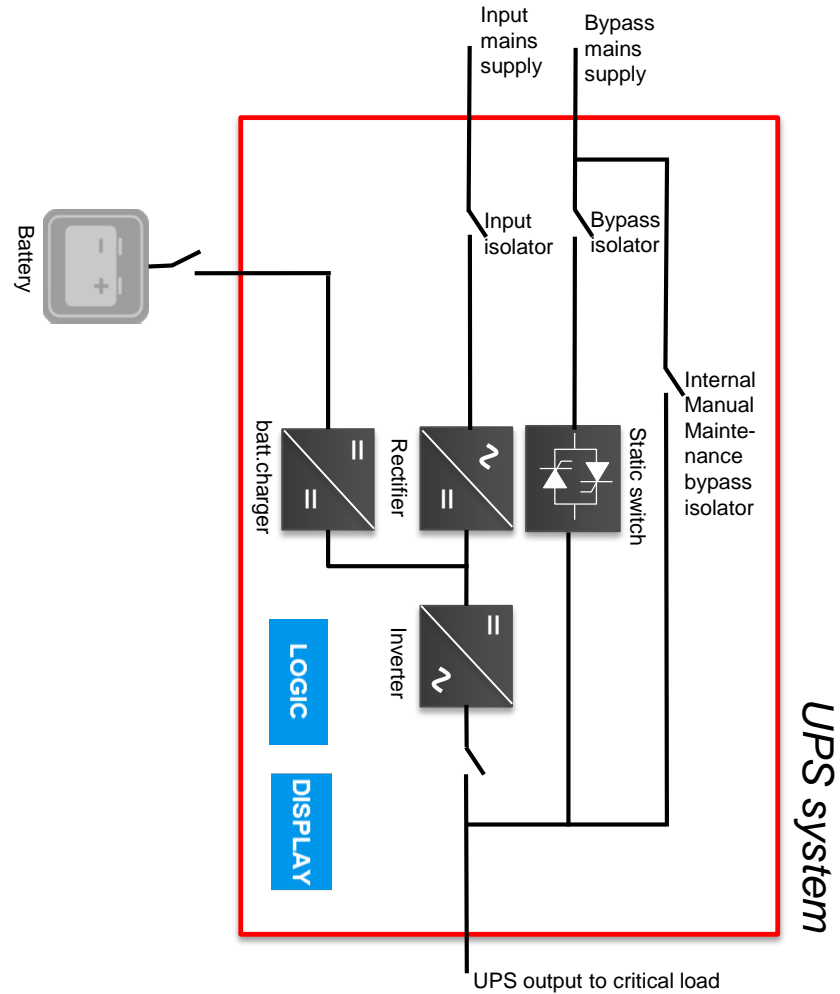 Input
mains
supply
Bypass
mains
supply
Input
isolator
Bypass
isolator
Battery
Internal
Manual
Mainte-
nance
bypass
isolator
batt.charger
Rectifier
Static switch
Inverter
LOGIC
DISPLAY
UPS system
UPS output to critical load